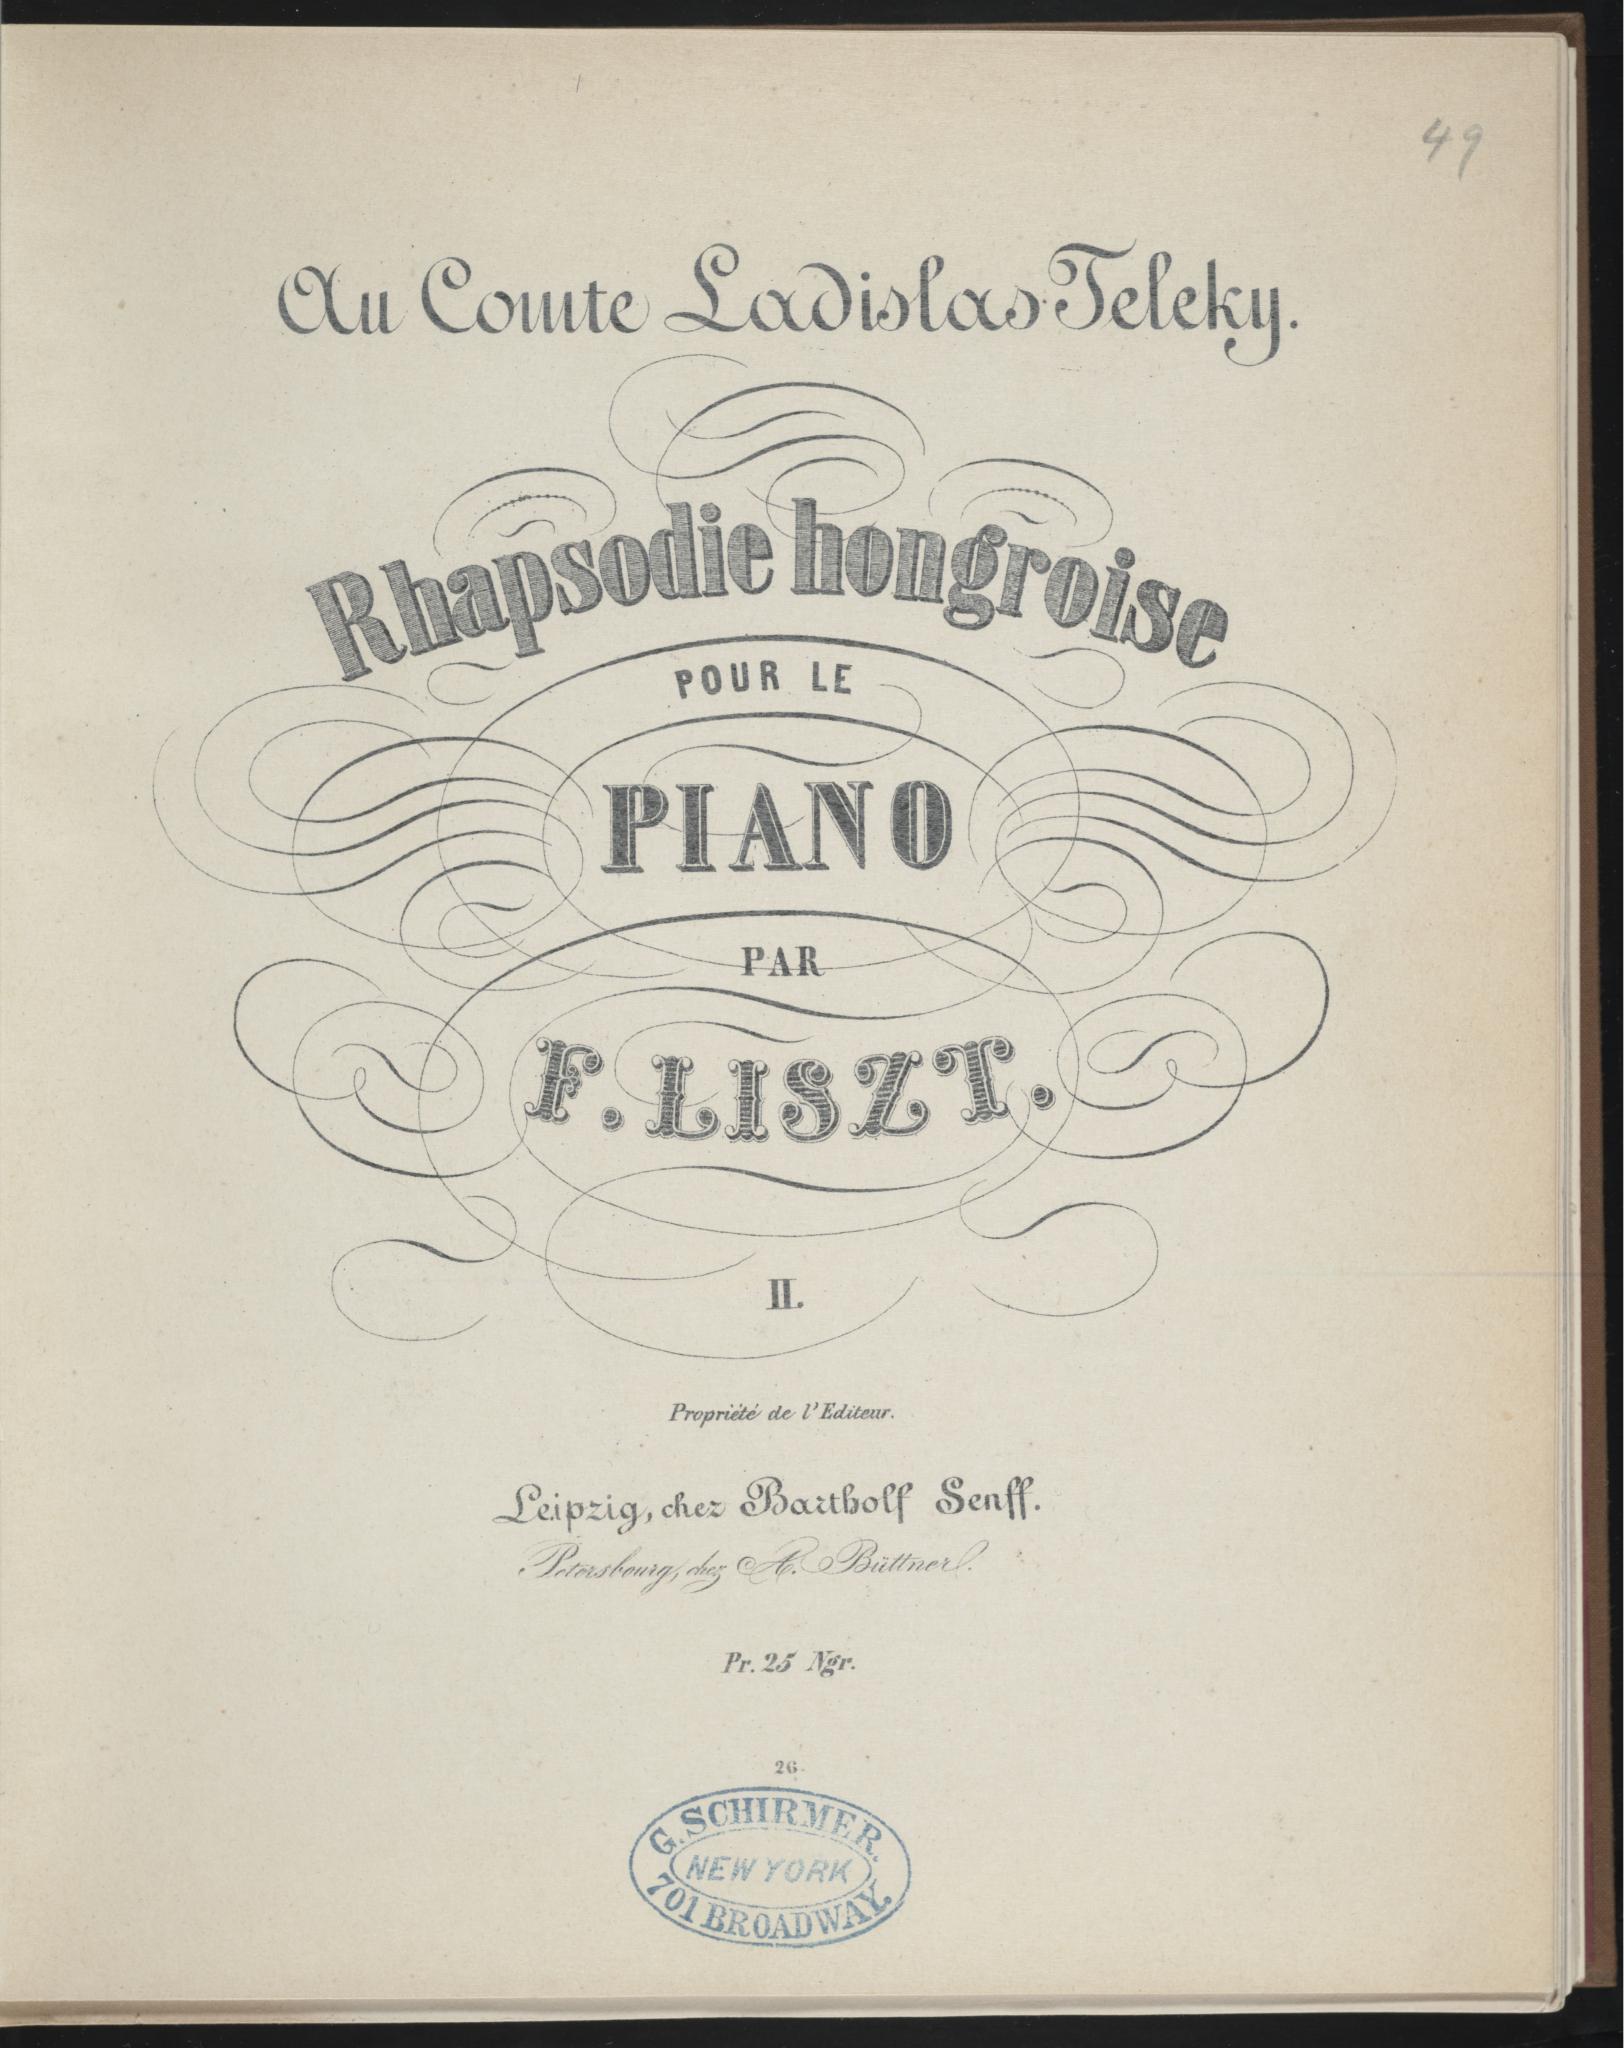 49
Au Comte Ladislas Teleky.
Rhapsodie hongroise
POUR LE
PIANO
PAR
F. LISZT.
II.
Propriété de l'Editeur.
Leipzig, chez Bartholf Senff.
Petersbourg, chez A. Büttner.
Pr. 25 Ngr.
26
G. SCHIRMER.
NEW YORK
701 BROADWAY.